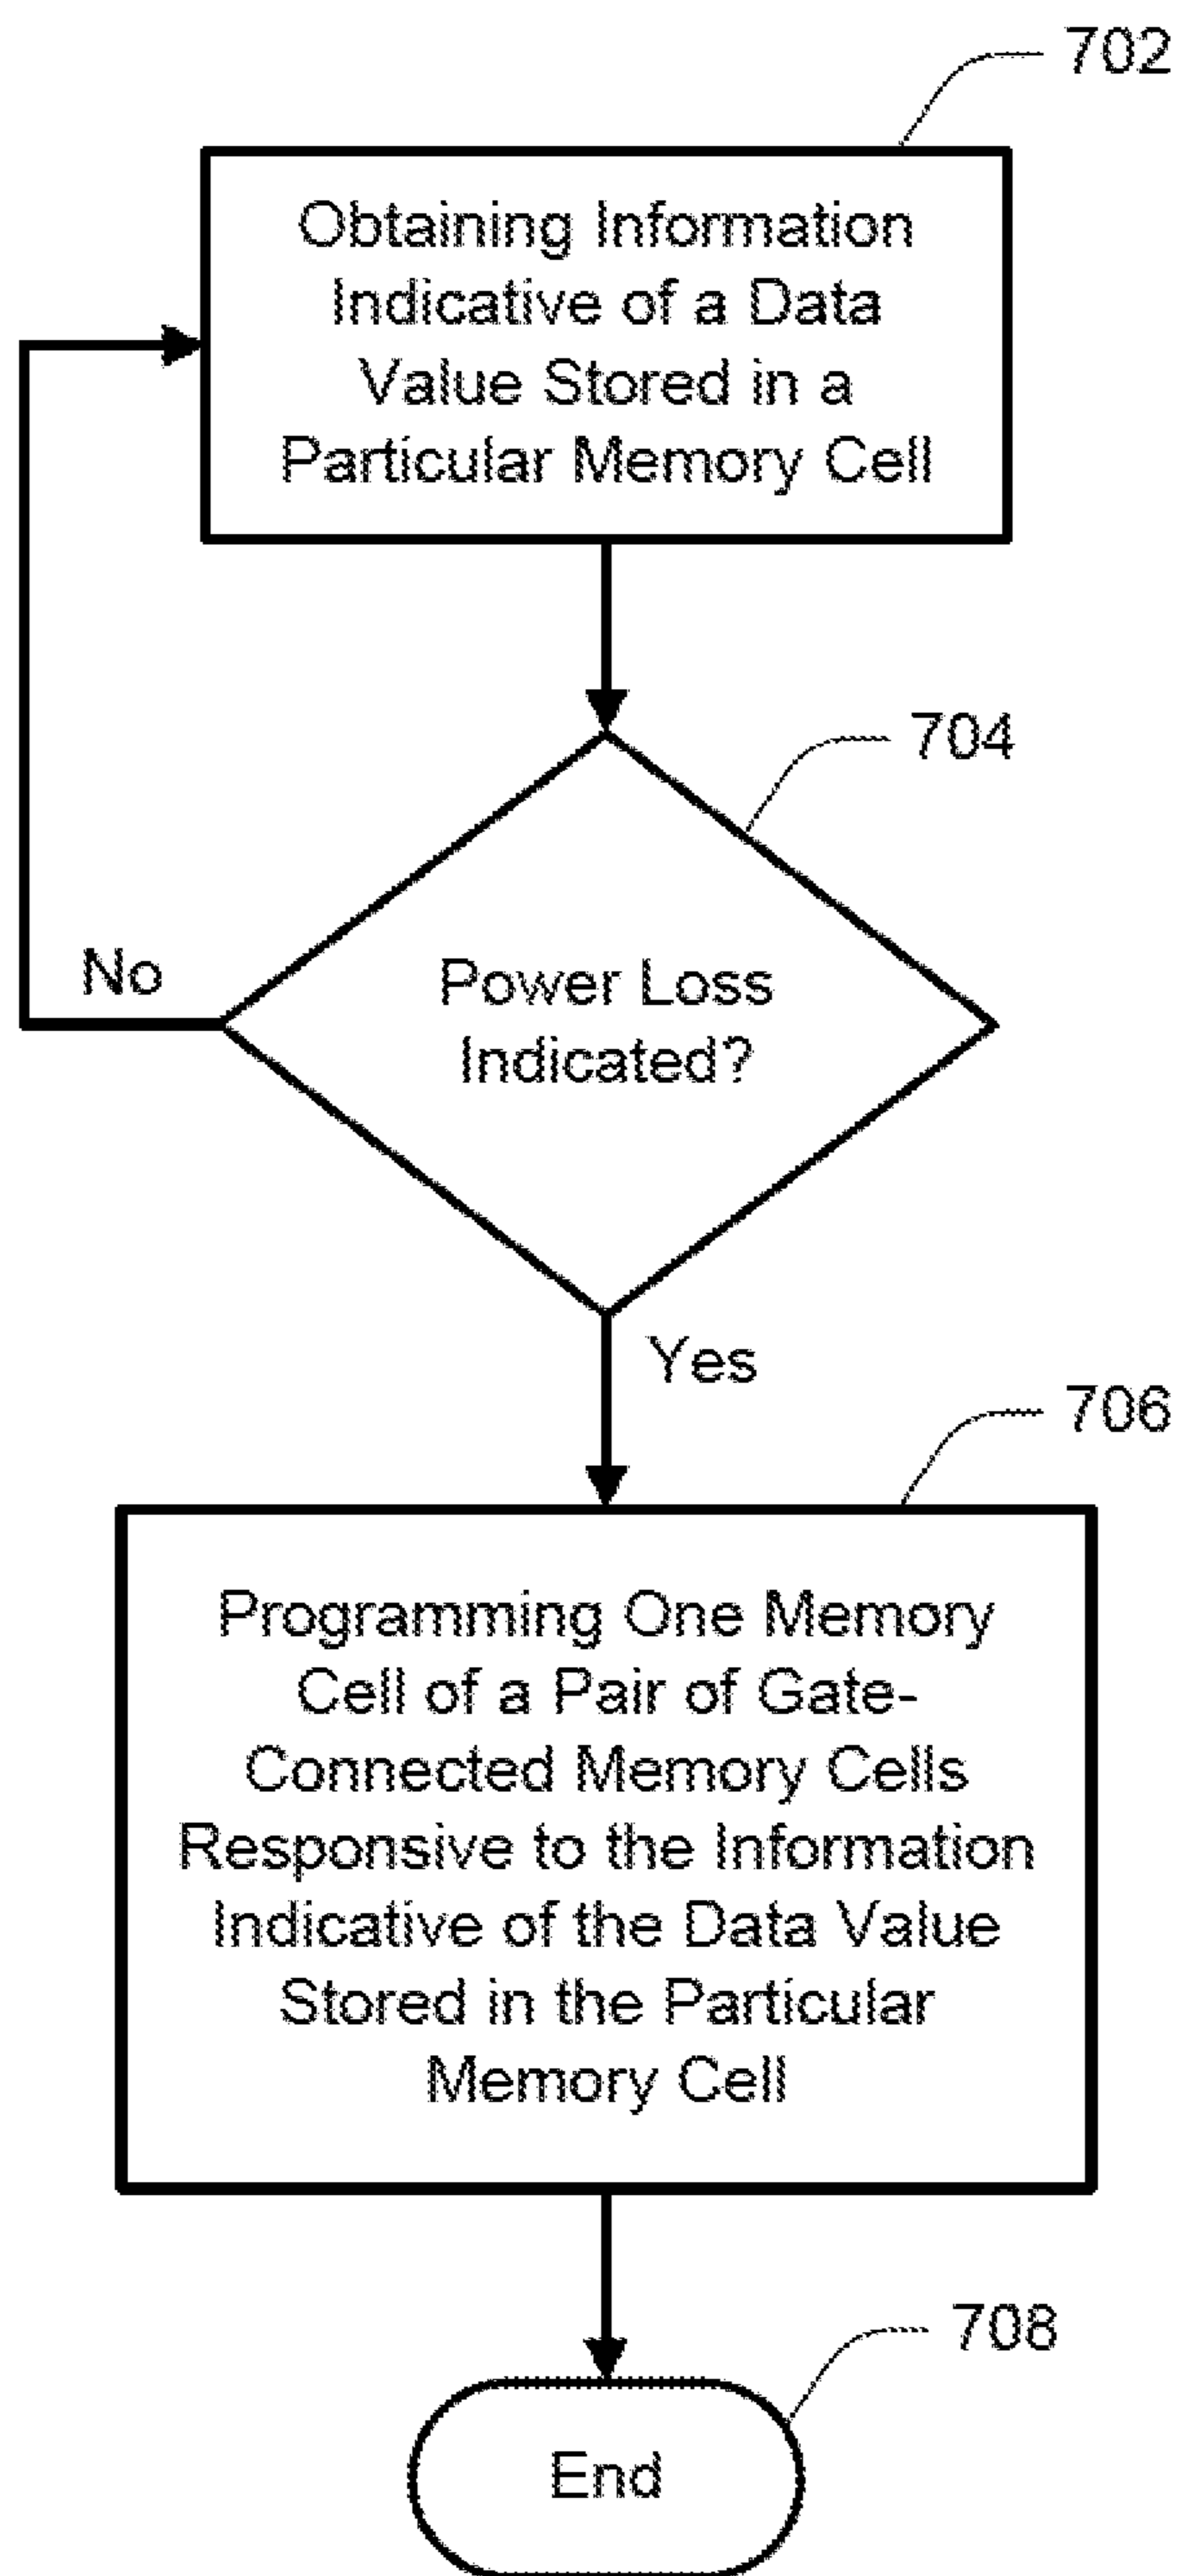 702
Obtaining Information
Indicative of a Data
Value Stored in a
Particular Memory Cell
704
No
Power Loss
Indicated?
Yes
706
Programming One Memory
Cell of a Pair of Gate-
Connected Memory Cells
Responsive to the Information
Indicative of the Data Value
Stored in the Particular
Memory Cell
708
End